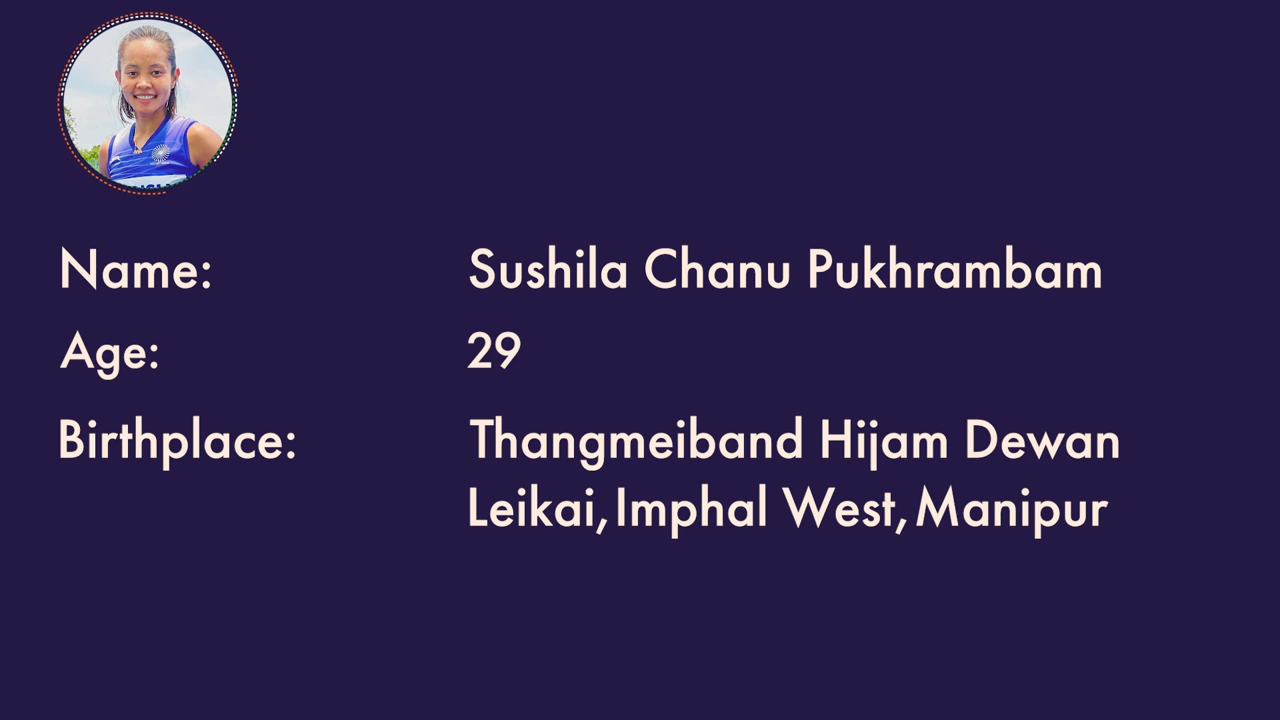 Name: Sushila Chanu Pukhrambam
Age: 29
Birthplace: Thangmeiband Hijam Dewan
Leikai, Imphal West, Manipur